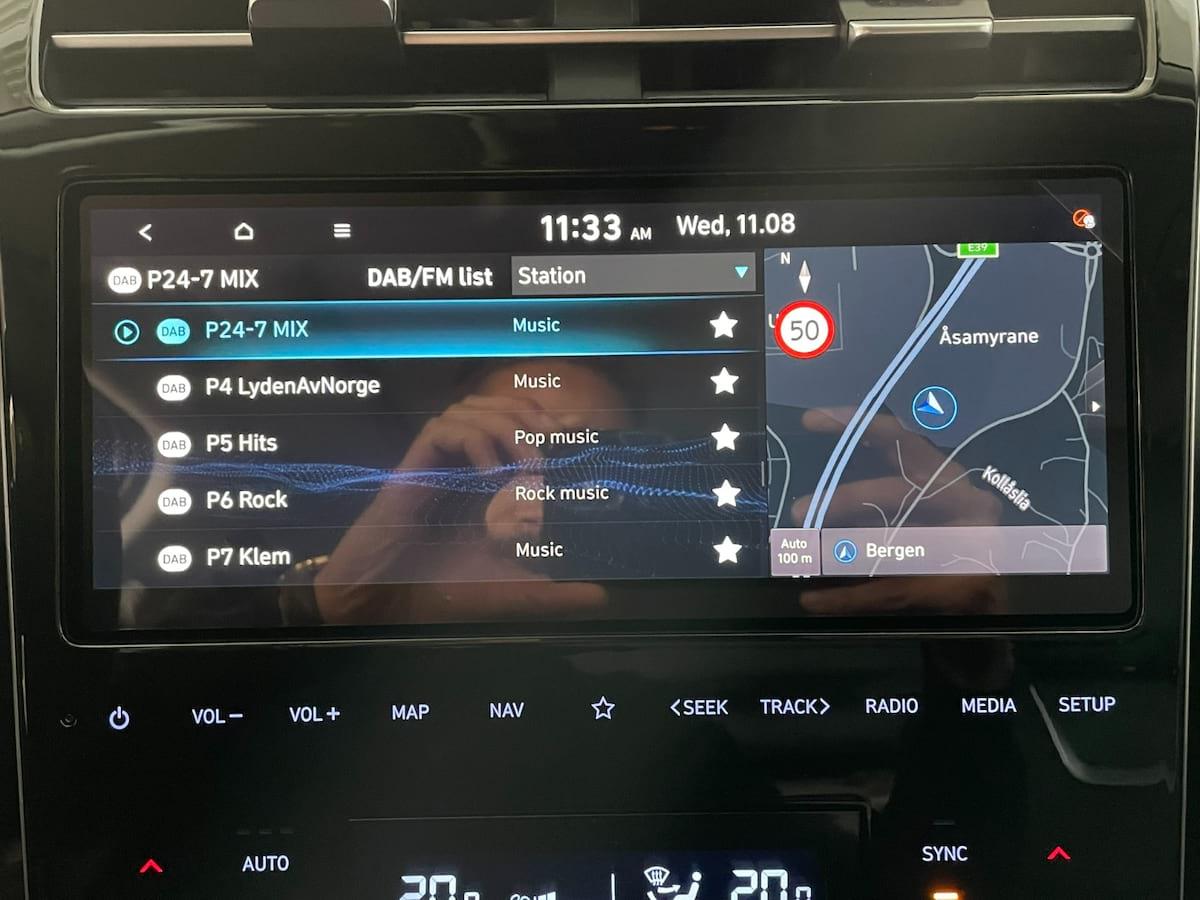 11:33 AM Wed, 11.08
DAB P24-7 MIX DAB/FM list Station
DAB P24-7 MIX Music
DAB P4 LydenAvNorge Music
DAB P5 Hits Pop music
DAB P6 Rock Rock music
DAB P7 Klem Music
N
E39
50
Åsamyrane
Kollåslia
Auto
100 m
Bergen
VOL− VOL+ MAP NAV <SEEK TRACK> RADIO MEDIA SETUP
AUTO SYNC